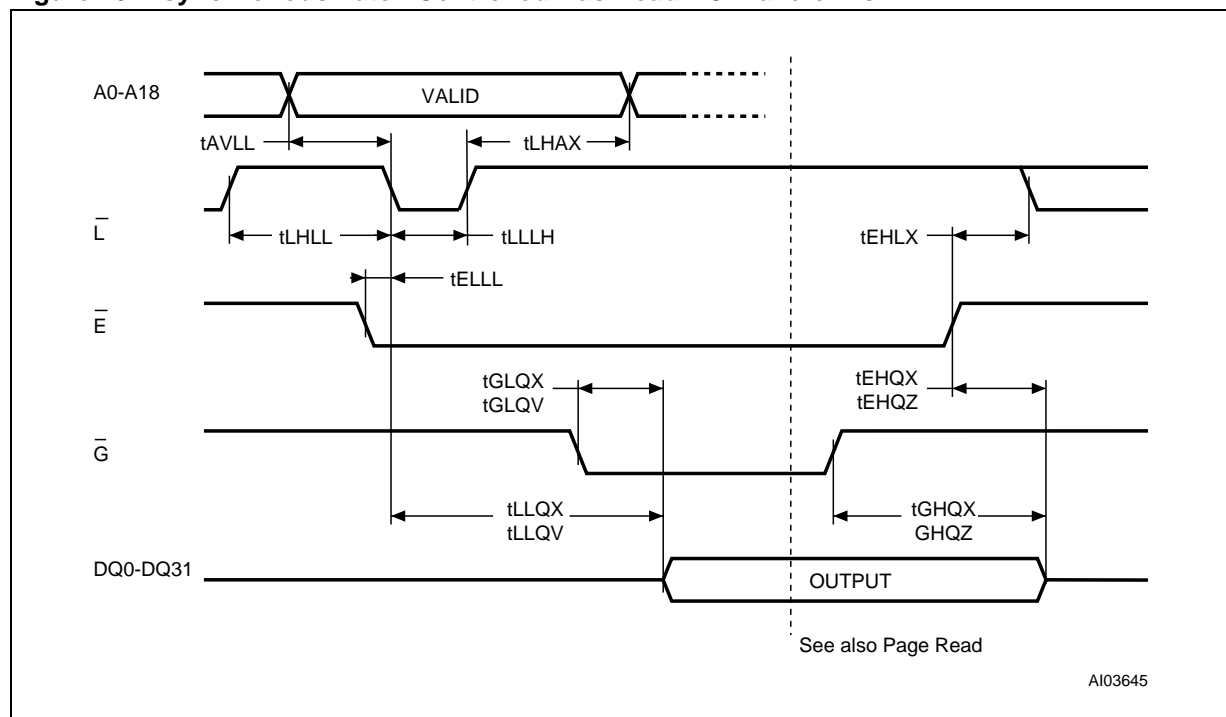 A0-A18
VALID
tAVLL
tLHAX
L̅
tLHLL
tLLLH
tEHLX
tELLL
E̅
tGLQX
tGLQV
tEHQX
tEHQZ
G̅
tLLQX
tLLQV
tGHQX
GHQZ
DQ0-DQ31
OUTPUT
See also Page Read
AI03645